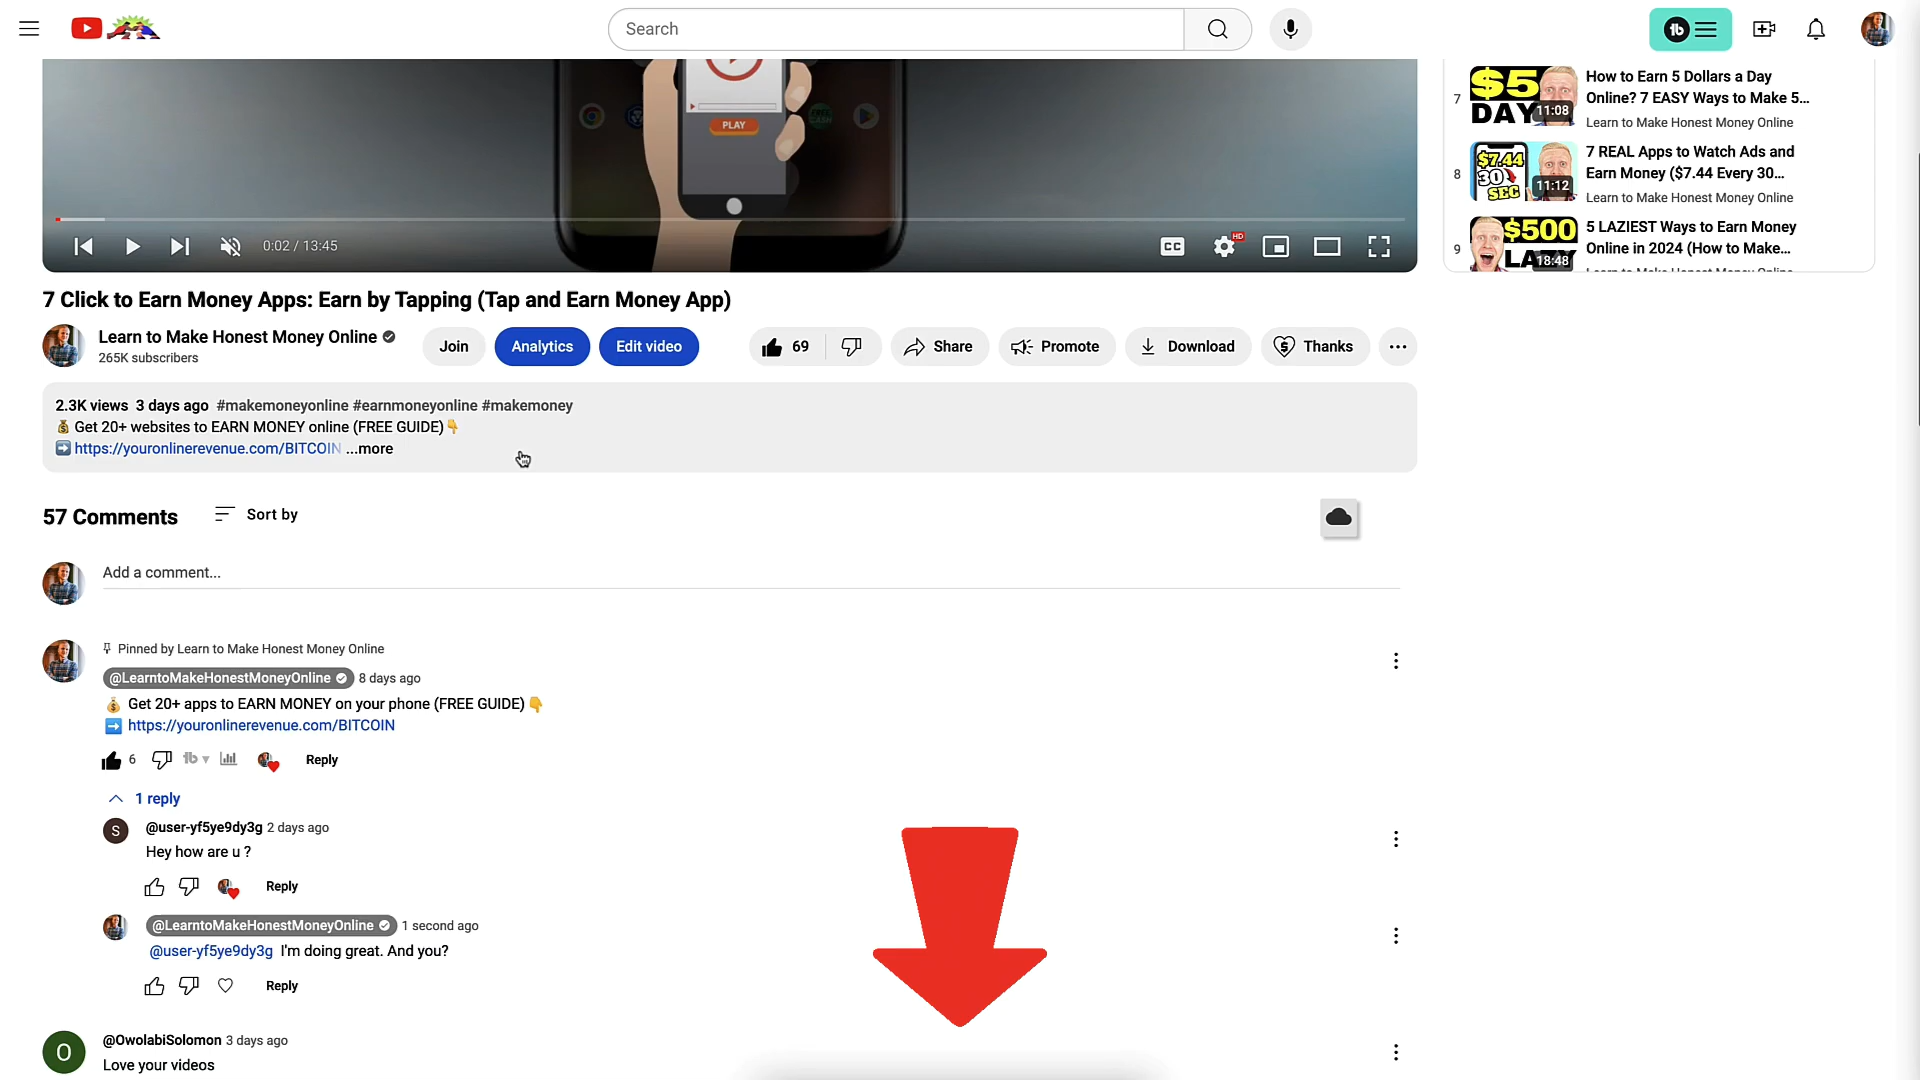 Search
1b
PLAY
0:02 / 13:45
CC
HD
7
$5
DAY
11:08
How to Earn 5 Dollars a Day
Online? 7 EASY Ways to Make 5...
Learn to Make Honest Money Online
8
$7.44
30
SEC
11:12
7 REAL Apps to Watch Ads and
Earn Money ($7.44 Every 30...
Learn to Make Honest Money Online
9
$500
18:48
5 LAZIEST Ways to Earn Money
Online in 2024 (How to Make...
Learn to Make Honest Money Online
7 Click to Earn Money Apps: Earn by Tapping (Tap and Earn Money App)
Learn to Make Honest Money Online
265K subscribers
Join
Analytics
Edit video
69
Share
Promote
Download
Thanks
2.3K views 3 days ago #makemoneyonline #earnmoneyonline #makemoney
💰 Get 20+ websites to EARN MONEY online (FREE GUIDE)👇
➡️ https://youronlinerevenue.com/BITCOIN ...more
57 Comments
Sort by
Add a comment...
Pinned by Learn to Make Honest Money Online
@LearntoMakeHonestMoneyOnline 8 days ago
💰 Get 20+ apps to EARN MONEY on your phone (FREE GUIDE)👇
➡️ https://youronlinerevenue.com/BITCOIN
6
1b
Reply
1 reply
S
@user-yf5ye9dy3g 2 days ago
Hey how are u ?
Reply
@LearntoMakeHonestMoneyOnline 1 second ago
@user-yf5ye9dy3g I'm doing great. And you?
Reply
O
@OwolabiSolomon 3 days ago
Love your videos